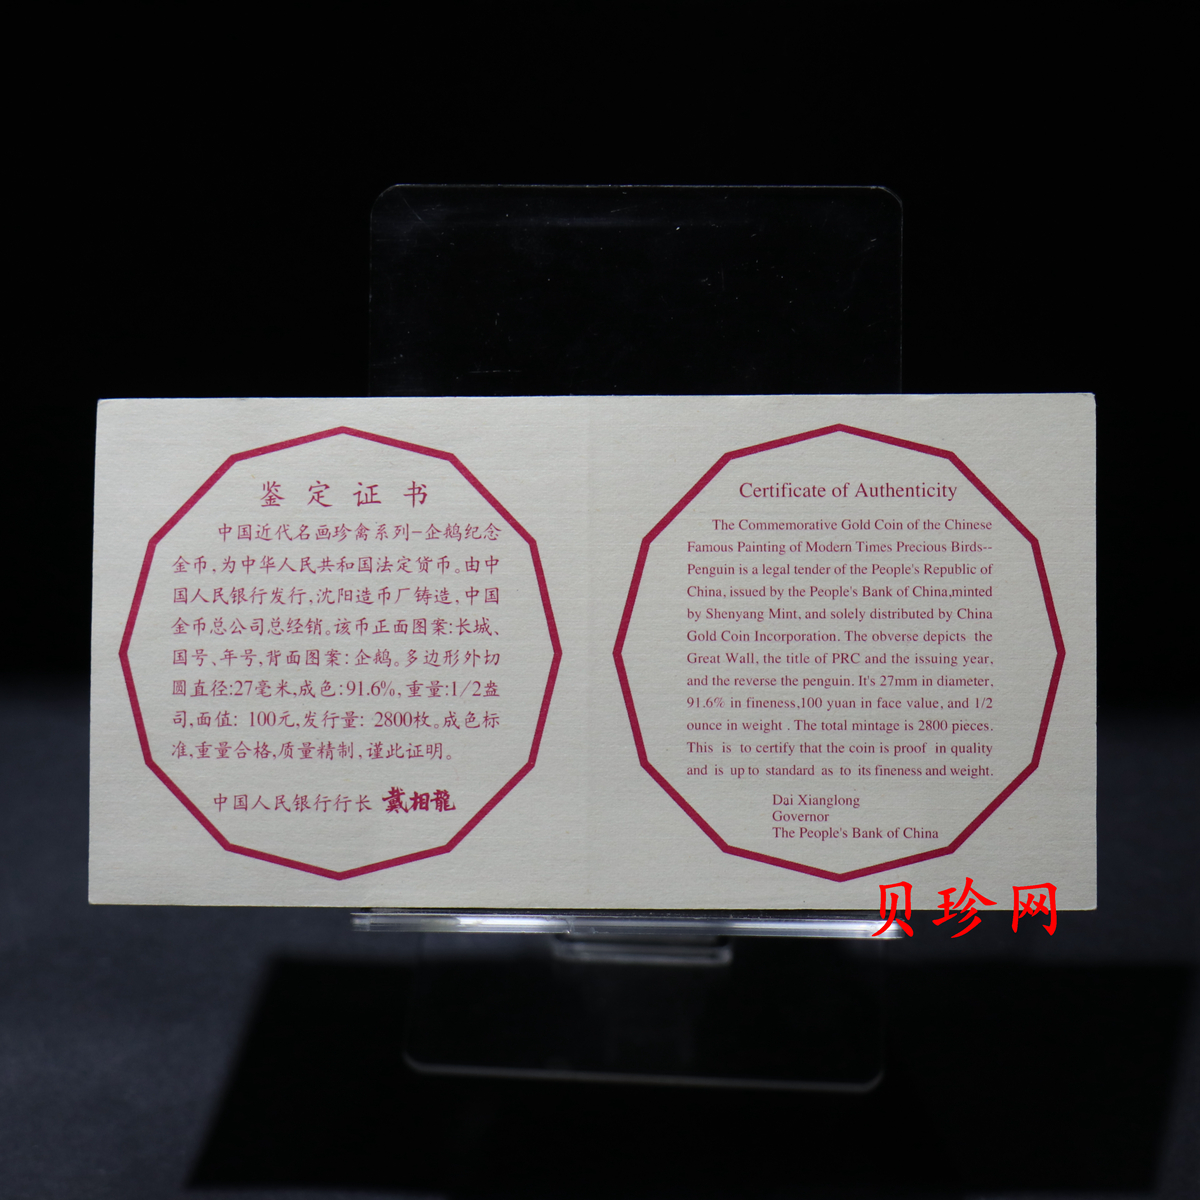 鉴定证书
中国近代名画珍禽系列-企鹅纪念
金币,为中华人民共和国法定货币。由中
国人民银行发行,沈阳造币厂铸造,中国
金币总公司总经销。该币正面图案:长城、
国号、年号,背面图案:企鹅。多边形外切
圆直径:27毫米,成色:91.6%,重量:1/2盎
司,面值: 100元,发行量: 2800枚。成色标
准,重量合格,质量精制,谨此证明。
中国人民银行行长 戴相龍
Certificate of Authenticity
The Commemorative Gold Coin of the Chinese
Famous Painting of Modern Times Precious Birds--
Penguin is a legal tender of the People's Republic of
China, issued by the People's Bank of China,minted
by Shenyang Mint, and solely distributed by China
Gold Coin Incorporation. The obverse depicts the
Great Wall, the title of PRC and the issuing year,
and the reverse the penguin. It's 27mm in diameter,
91.6% in fineness,100 yuan in face value, and 1/2
ounce in weight . The total mintage is 2800 pieces.
This is to certify that the coin is proof in quality
and is up to standard as to its fineness and weight.
Dai Xianglong
Governor
The People's Bank of China
贝珍网